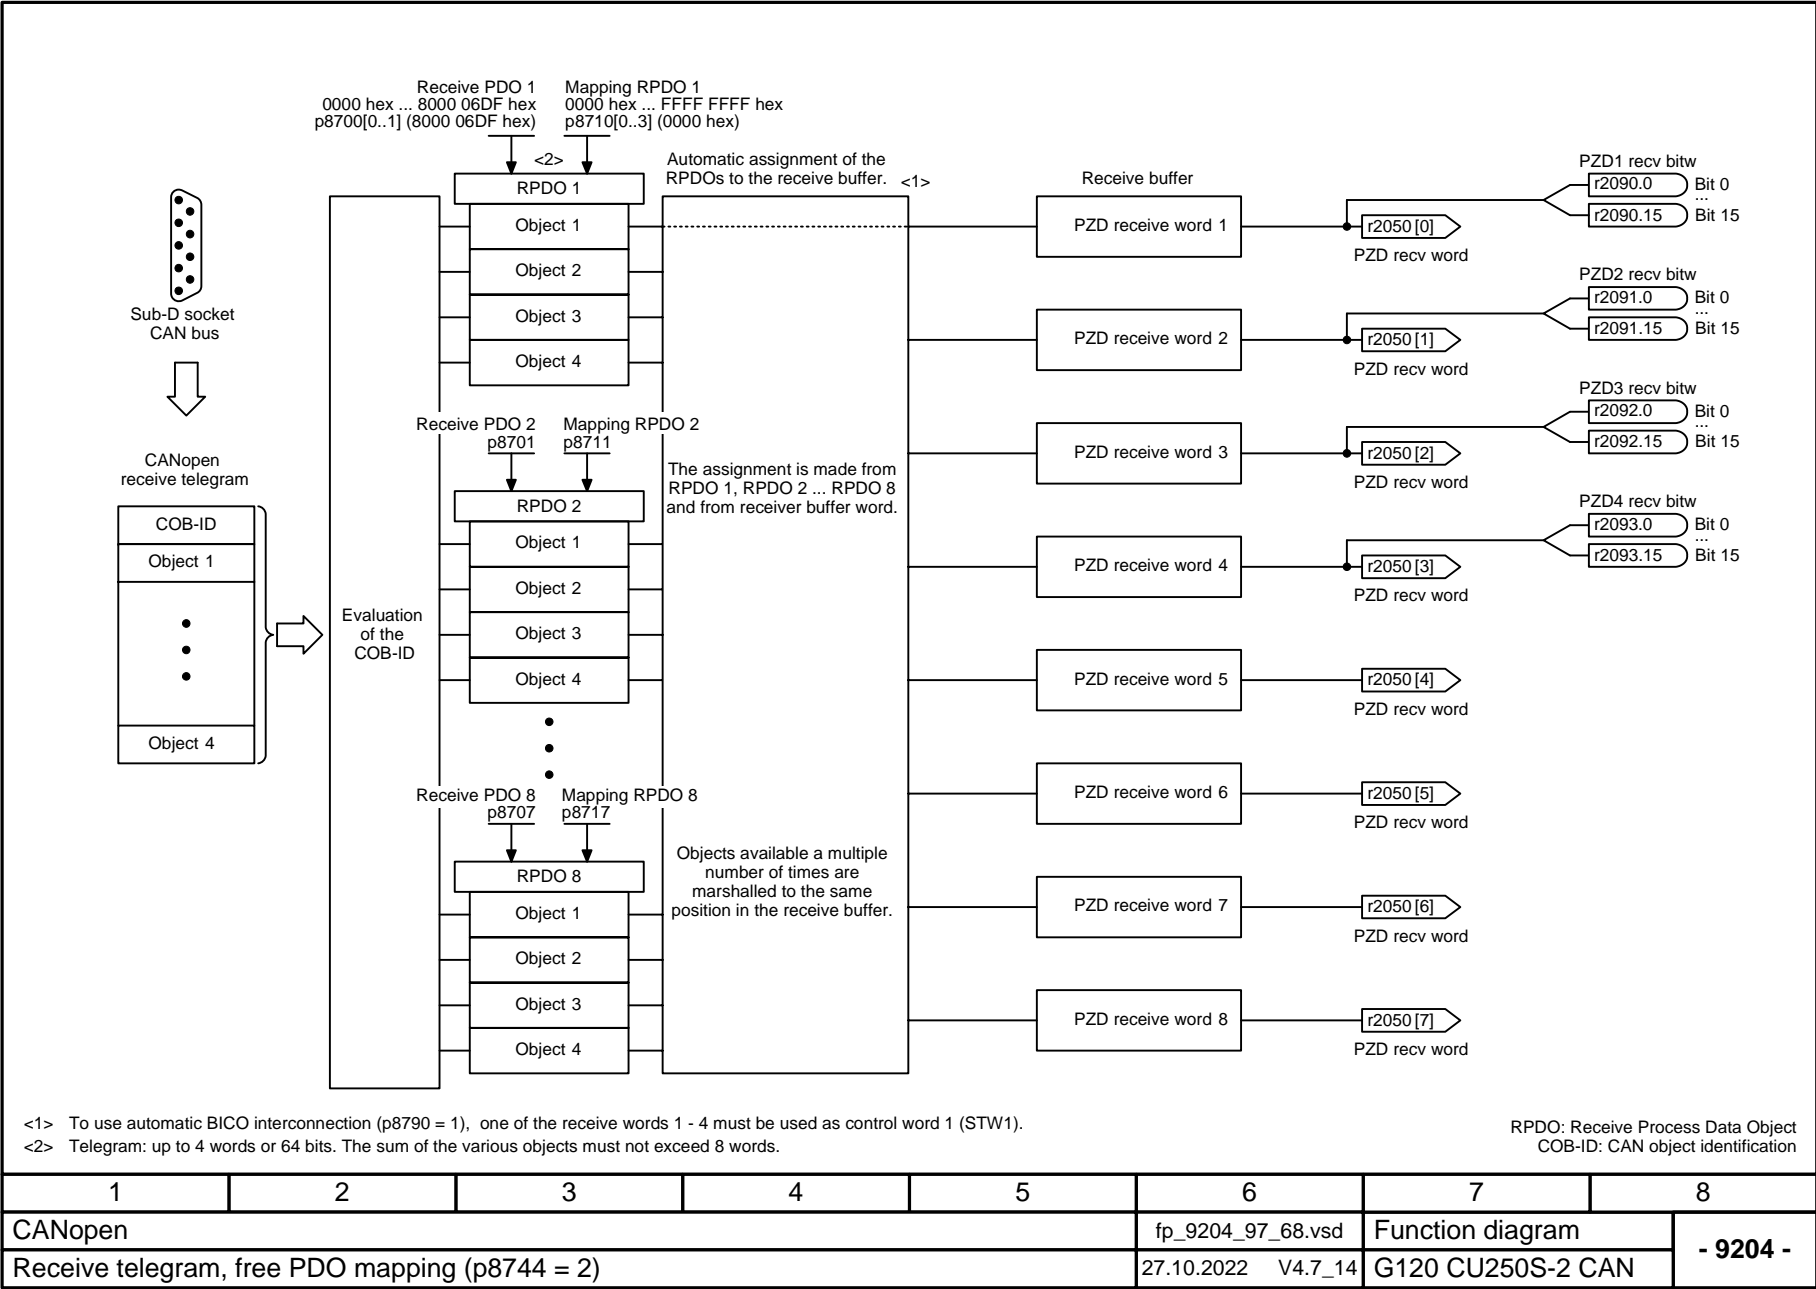 Receive PDO 1
0000 hex ... 8000 06DF hex
p8700[0..1] (8000 06DF hex)
Mapping RPDO 1
0000 hex ... FFFF FFFF hex
p8710[0..3] (0000 hex)
<2>
RPDO 1
Object 1
Object 2
Object 3
Object 4
Automatic assignment of the
RPDOs to the receive buffer. <1>
Sub-D socket
CAN bus
CANopen
receive telegram
COB-ID
Object 1
Object 4
Evaluation
of the
COB-ID
Receive PDO 2
p8701
Mapping RPDO 2
p8711
RPDO 2
Object 1
Object 2
Object 3
Object 4
Receive PDO 8
p8707
Mapping RPDO 8
p8717
RPDO 8
Object 1
Object 2
Object 3
Object 4
The assignment is made from
RPDO 1, RPDO 2 ... RPDO 8
and from receiver buffer word.
Objects available a multiple
number of times are
marshalled to the same
position in the receive buffer.
Receive buffer
PZD receive word 1
r2050 [0]
PZD recv word
PZD1 recv bitw
r2090.0 Bit 0
...
r2090.15 Bit 15
PZD receive word 2
r2050 [1]
PZD recv word
PZD2 recv bitw
r2091.0 Bit 0
...
r2091.15 Bit 15
PZD receive word 3
r2050 [2]
PZD recv word
PZD3 recv bitw
r2092.0 Bit 0
...
r2092.15 Bit 15
PZD receive word 4
r2050 [3]
PZD recv word
PZD4 recv bitw
r2093.0 Bit 0
...
r2093.15 Bit 15
PZD receive word 5
r2050 [4]
PZD recv word
PZD receive word 6
r2050 [5]
PZD recv word
PZD receive word 7
r2050 [6]
PZD recv word
PZD receive word 8
r2050 [7]
PZD recv word
<1> To use automatic BICO interconnection (p8790 = 1), one of the receive words 1 - 4 must be used as control word 1 (STW1).
<2> Telegram: up to 4 words or 64 bits. The sum of the various objects must not exceed 8 words.
RPDO: Receive Process Data Object
COB-ID: CAN object identification
1 2 3 4 5 6 7 8
CANopen
Receive telegram, free PDO mapping (p8744 = 2)
fp_9204_97_68.vsd
27.10.2022 V4.7_14
Function diagram
G120 CU250S-2 CAN
- 9204 -